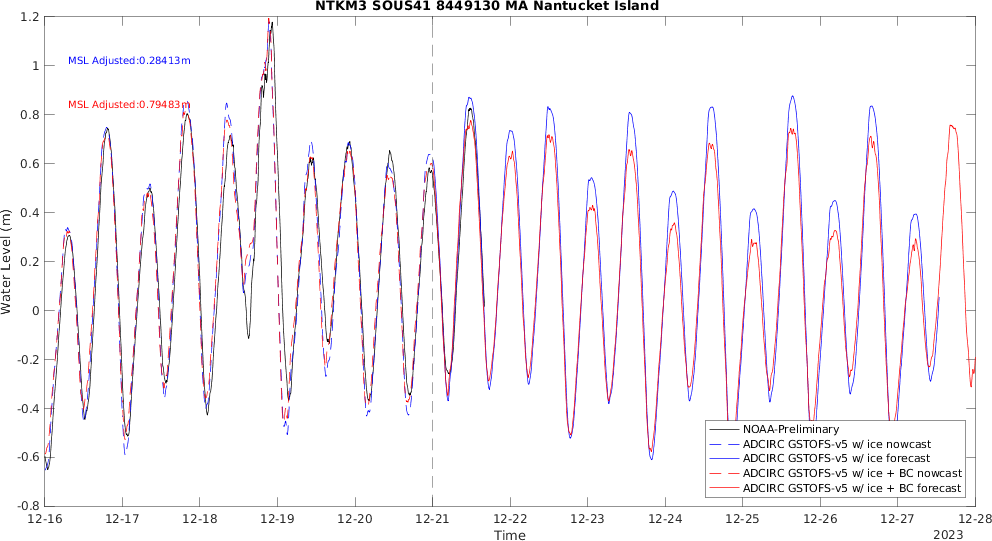 NTKM3 SOUS41 8449130 MA Nantucket Island
1.2
1
0.8
0.6
0.4
0.2
0
-0.2
-0.4
-0.6
-0.8
Water Level (m)
MSL Adjusted:0.28413m
MSL Adjusted:0.79483m
NOAA-Preliminary
ADCIRC GSTOFS-v5 w/ ice nowcast
ADCIRC GSTOFS-v5 w/ ice forecast
ADCIRC GSTOFS-v5 w/ ice + BC nowcast
ADCIRC GSTOFS-v5 w/ ice + BC forecast
12-16 12-17 12-18 12-19 12-20 12-21 12-22 12-23 12-24 12-25 12-26 12-27 12-28
Time
2023